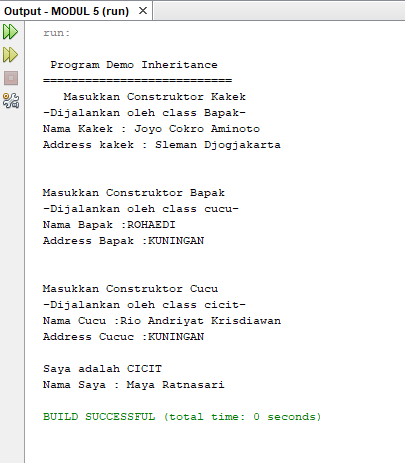 Output - MODUL 5 (run) ×
run:
Program Demo Inheritance
===========================
Masukkan Construktor Kakek
-Dijalankan oleh class Bapak-
Nama Kakek : Joyo Cokro Aminoto
Address kakek : Sleman Djogjakarta
Masukkan Construktor Bapak
-Dijalankan oleh class cucu-
Nama Bapak :ROHAEDI
Address Bapak :KUNINGAN
Masukkan Construktor Cucu
-Dijalankan oleh class cicit-
Nama Cucu :Rio Andriyat Krisdiawan
Address Cucuc :KUNINGAN
Saya adalah CICIT
Nama Saya : Maya Ratnasari
BUILD SUCCESSFUL (total time: 0 seconds)